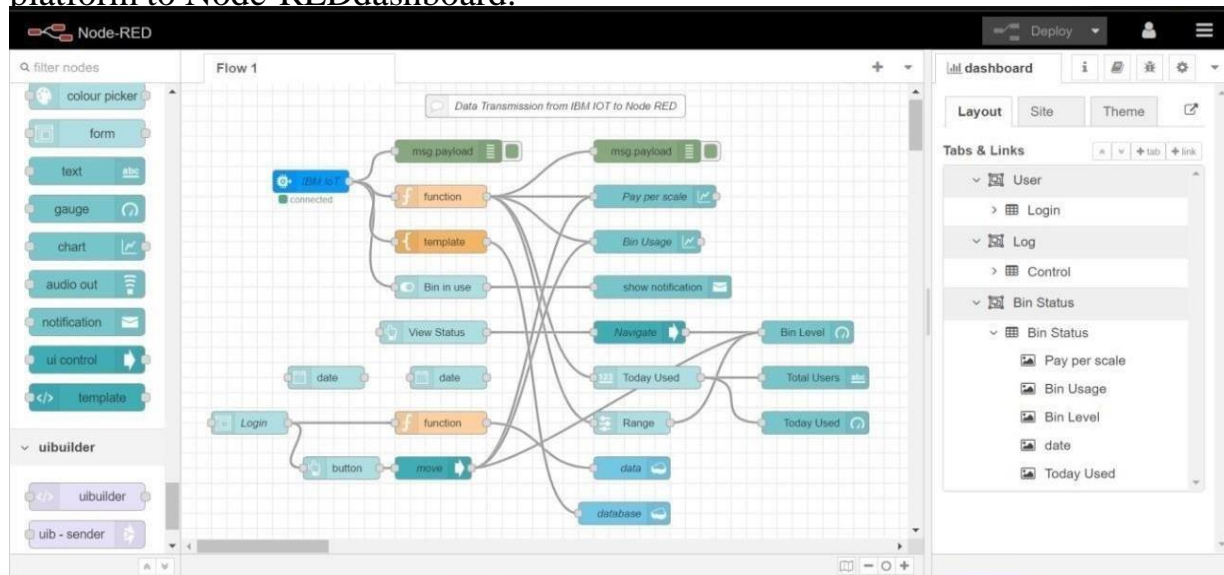 platform to Node-REDdashboard.
Node-RED
Deploy
filter nodes
colour picker
form
text
abc
gauge
chart
audio out
notification
ui control
</> template
uibuilder
</> uibuilder
uib - sender
Flow 1
Data Transmission from IBM IOT to Node RED
msg.payload
msg.payload
IBM IoT
connected
function
Pay per scale
template
Bin Usage
Bin in use
show notification
View Status
Navigate
Bin Level
date
date
123 Today Used
Total Users abc
Login
function
Range
Today Used
button
move
data
database
dashboard
i
Layout
Site
Theme
Tabs & Links
+ tab
+ link
User
Login
Log
Control
Bin Status
Bin Status
Pay per scale
Bin Usage
Bin Level
date
Today Used